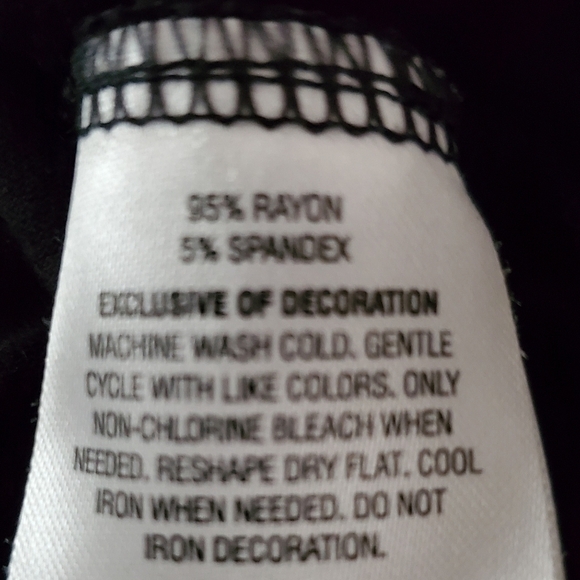 95% RAYON
5% SPANDEX
EXCLUSIVE OF DECORATION
MACHINE WASH COLD. GENTLE
CYCLE WITH LIKE COLORS. ONLY
NON-CHLORINE BLEACH WHEN
NEEDED. RESHAPE DRY FLAT. COOL
IRON WHEN NEEDED. DO NOT
IRON DECORATION.